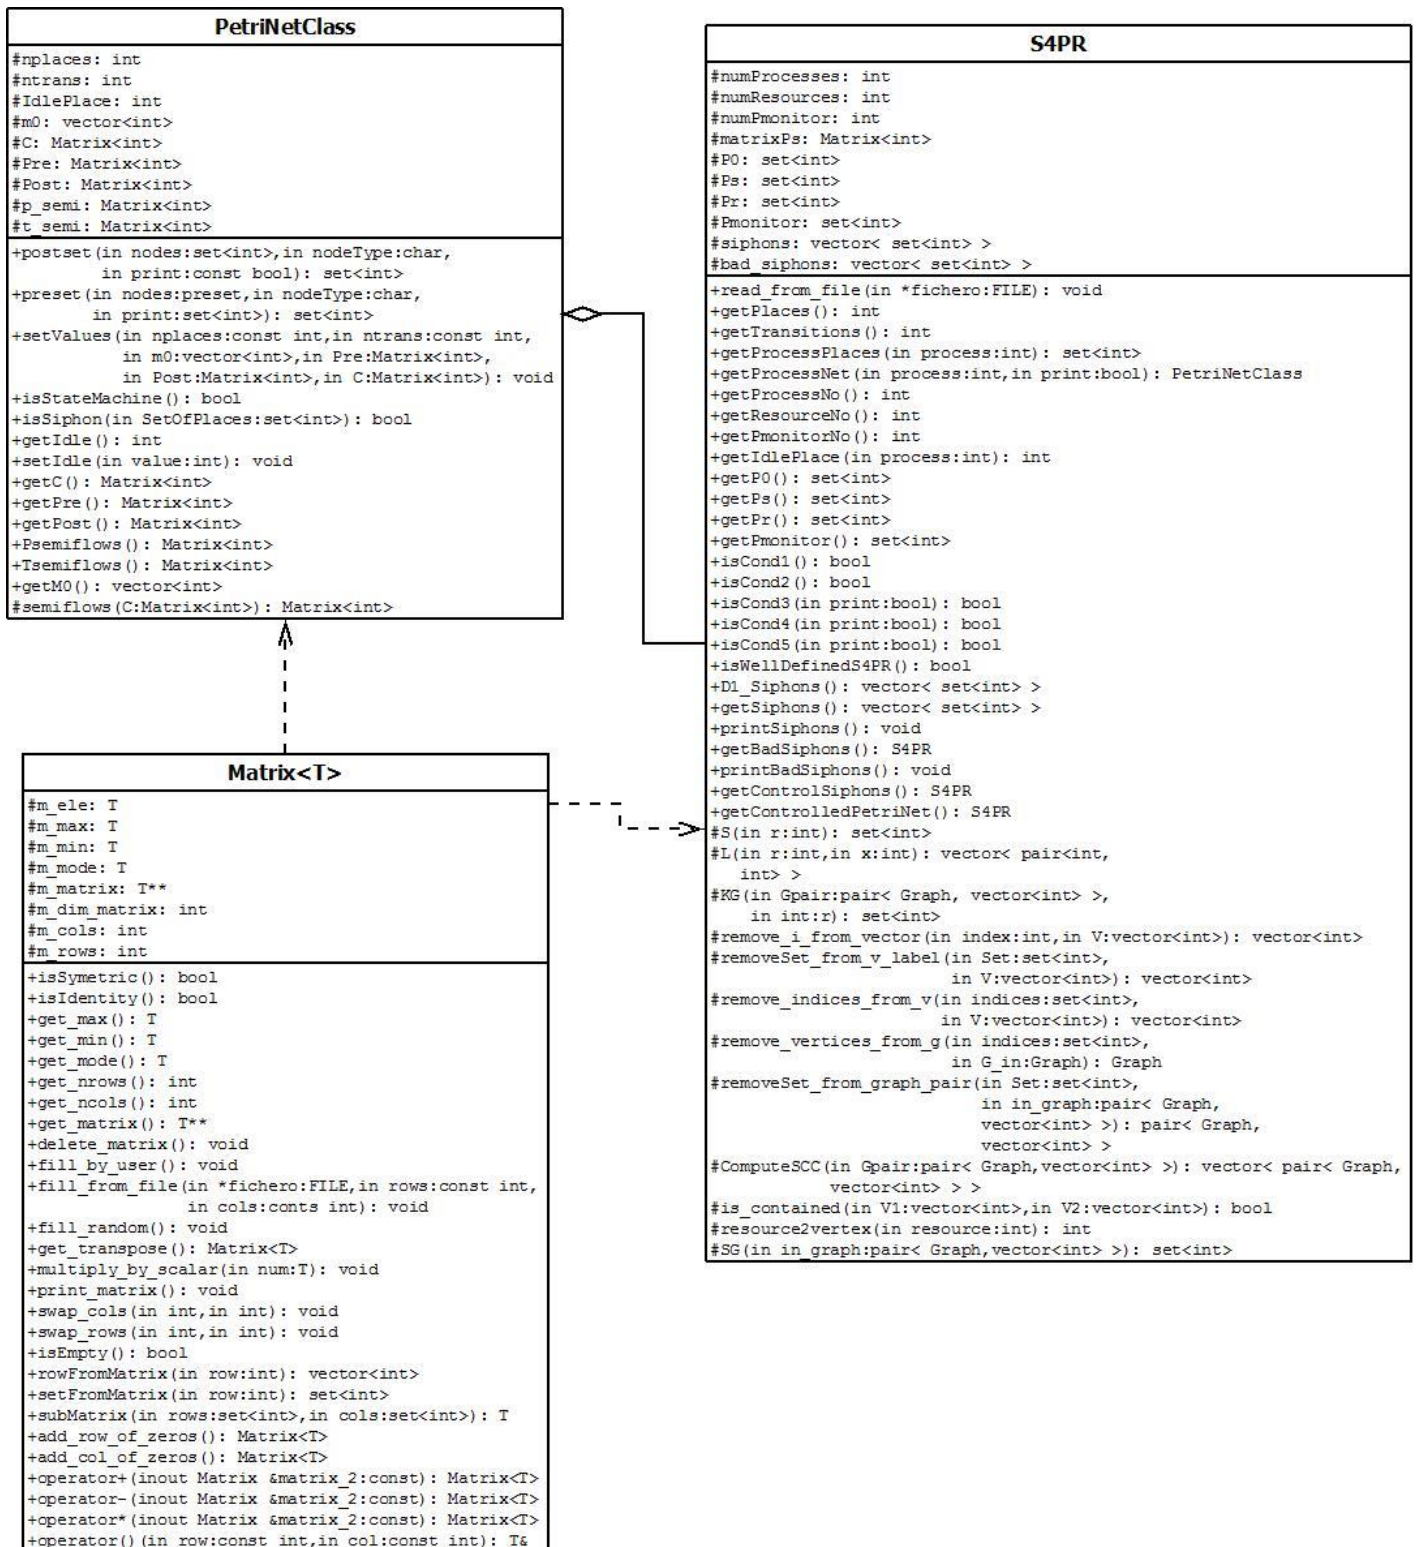 PetriNetClass
#nplaces: int
#ntrans: int
#IdlePlace: int
#m0: vector<int>
#C: Matrix<int>
#Pre: Matrix<int>
#Post: Matrix<int>
#p_semi: Matrix<int>
#t_semi: Matrix<int>
+postset(in nodes:set<int>,in nodeType:char,
in print:const bool): set<int>
+preset(in nodes:preset,in nodeType:char,
in print:set<int>): set<int>
+setValues(in nplaces:const int,in ntrans:const int,
in m0:vector<int>,in Pre:Matrix<int>,
in Post:Matrix<int>,in C:Matrix<int>): void
+isStateMachine(): bool
+isSiphon(in SetOfPlaces:set<int>): bool
+getIdle(): int
+setIdle(in value:int): void
+getC(): Matrix<int>
+getPre(): Matrix<int>
+getPost(): Matrix<int>
+Psemiflows(): Matrix<int>
+Tsemiflows(): Matrix<int>
+getM0(): vector<int>
#semiflows(C:Matrix<int>): Matrix<int>
S4PR
#numProcesses: int
#numResources: int
#numPmonitor: int
#matrixPs: Matrix<int>
#P0: set<int>
#Ps: set<int>
#Pr: set<int>
#Pmonitor: set<int>
#siphons: vector< set<int> >
#bad_siphons: vector< set<int> >
+read_from_file(in *fichero:FILE): void
+getPlaces(): int
+getTransitions(): int
+getProcessPlaces(in process:int): set<int>
+getProcessNet(in process:int,in print:bool): PetriNetClass
+getProcessNo(): int
+getResourceNo(): int
+getPmonitorNo(): int
+getIdlePlace(in process:int): int
+getP0(): set<int>
+getPs(): set<int>
+getPr(): set<int>
+getPmonitor(): set<int>
+isCond1(): bool
+isCond2(): bool
+isCond3(in print:bool): bool
+isCond4(in print:bool): bool
+isCond5(in print:bool): bool
+isWellDefinedS4PR(): bool
+D1_Siphons(): vector< set<int> >
+getSiphons(): vector< set<int> >
+printSiphons(): void
+getBadSiphons(): S4PR
+printBadSiphons(): void
+getControlSiphons(): S4PR
+getControlledPetriNet(): S4PR
#S(in r:int): set<int>
#L(in r:int,in x:int): vector< pair<int,
int> >
#KG(in Gpair:pair< Graph, vector<int> >,
in int:r): set<int>
#remove_i_from_vector(in index:int,in V:vector<int>): vector<int>
#removeSet_from_v_label(in Set:set<int>,
in V:vector<int>): vector<int>
#remove_indices_from_v(in indices:set<int>,
in V:vector<int>): vector<int>
#remove_vertices_from_g(in indices:set<int>,
in G_in:Graph): Graph
#removeSet_from_graph_pair(in Set:set<int>,
in in_graph:pair< Graph,
vector<int> >): pair< Graph,
vector<int> >
#ComputeSCC(in Gpair:pair< Graph,vector<int> >): vector< pair< Graph,
vector<int> > >
#is_contained(in V1:vector<int>,in V2:vector<int>): bool
#resource2vertex(in resource:int): int
#SG(in in_graph:pair< Graph,vector<int> >): set<int>
Matrix<T>
#m_ele: T
#m_max: T
#m_min: T
#m_mode: T
#m_matrix: T**
#m_dim_matrix: int
#m_cols: int
#m_rows: int
+isSymetric(): bool
+isIdentity(): bool
+get_max(): T
+get_min(): T
+get_mode(): T
+get_nrows(): int
+get_ncols(): int
+get_matrix(): T**
+delete_matrix(): void
+fill_by_user(): void
+fill_from_file(in *fichero:FILE,in rows:const int,
in cols:conts int): void
+fill_random(): void
+get_transpose(): Matrix<T>
+multiply_by_scalar(in num:T): void
+print_matrix(): void
+swap_cols(in int,in int): void
+swap_rows(in int,in int): void
+isEmpty(): bool
+rowFromMatrix(in row:int): vector<int>
+setFromMatrix(in row:int): set<int>
+subMatrix(in rows:set<int>,in cols:set<int>): T
+add_row_of_zeros(): Matrix<T>
+add_col_of_zeros(): Matrix<T>
+operator+(inout Matrix &matrix_2:const): Matrix<T>
+operator-(inout Matrix &matrix_2:const): Matrix<T>
+operator*(inout Matrix &matrix_2:const): Matrix<T>
+operator()(in row:const int,in col:const int): T&